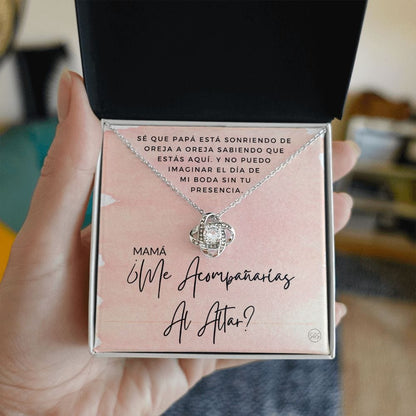 SÉ QUE PAPÁ ESTÁ SONRIENDO DE
OREJA A OREJA SABIENDO QUE
ESTÁS AQUÍ. Y NO PUEDO
IMAGINAR EL DÍA DE
MI BODA SIN TU
PRESENCIA.
MAMÁ
¿Me Acompañarías
Al Altar?